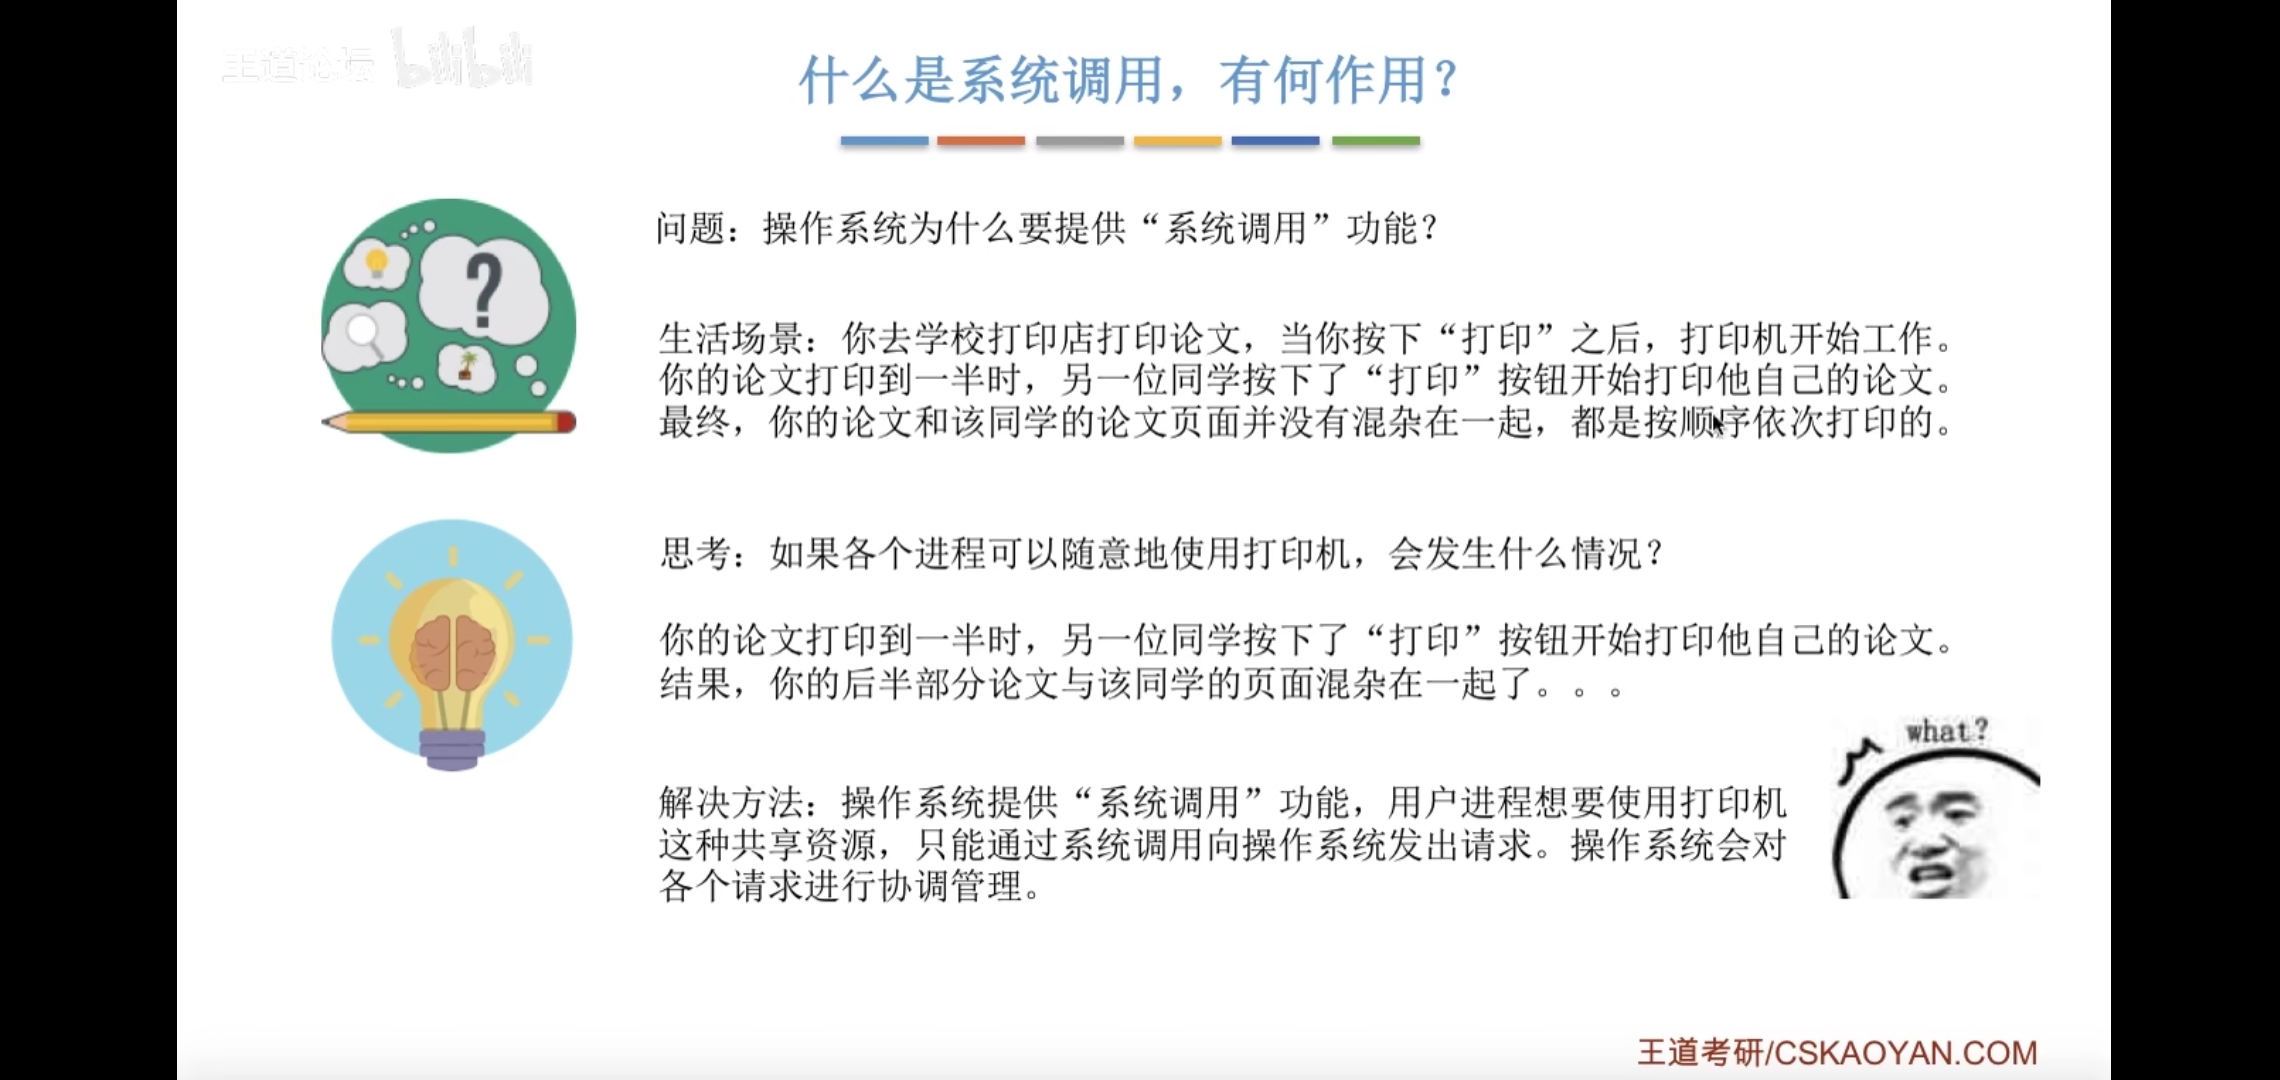 王道论坛 bilibili
什么是系统调用，有何作用？
问题：操作系统为什么要提供“系统调用”功能？
生活场景：你去学校打印店打印论文，当你按下“打印”之后，打印机开始工作。
你的论文打印到一半时，另一位同学按下了“打印”按钮开始打印他自己的论文。
最终，你的论文和该同学的论文页面并没有混杂在一起，都是按顺序依次打印的。
思考：如果各个进程可以随意地使用打印机，会发生什么情况？
你的论文打印到一半时，另一位同学按下了“打印”按钮开始打印他自己的论文。
结果，你的后半部分论文与该同学的页面混杂在一起了。。。
what?
解决方法：操作系统提供“系统调用”功能，用户进程想要使用打印机
这种共享资源，只能通过系统调用向操作系统发出请求。操作系统会对
各个请求进行协调管理。
王道考研/CSKAOYAN.COM